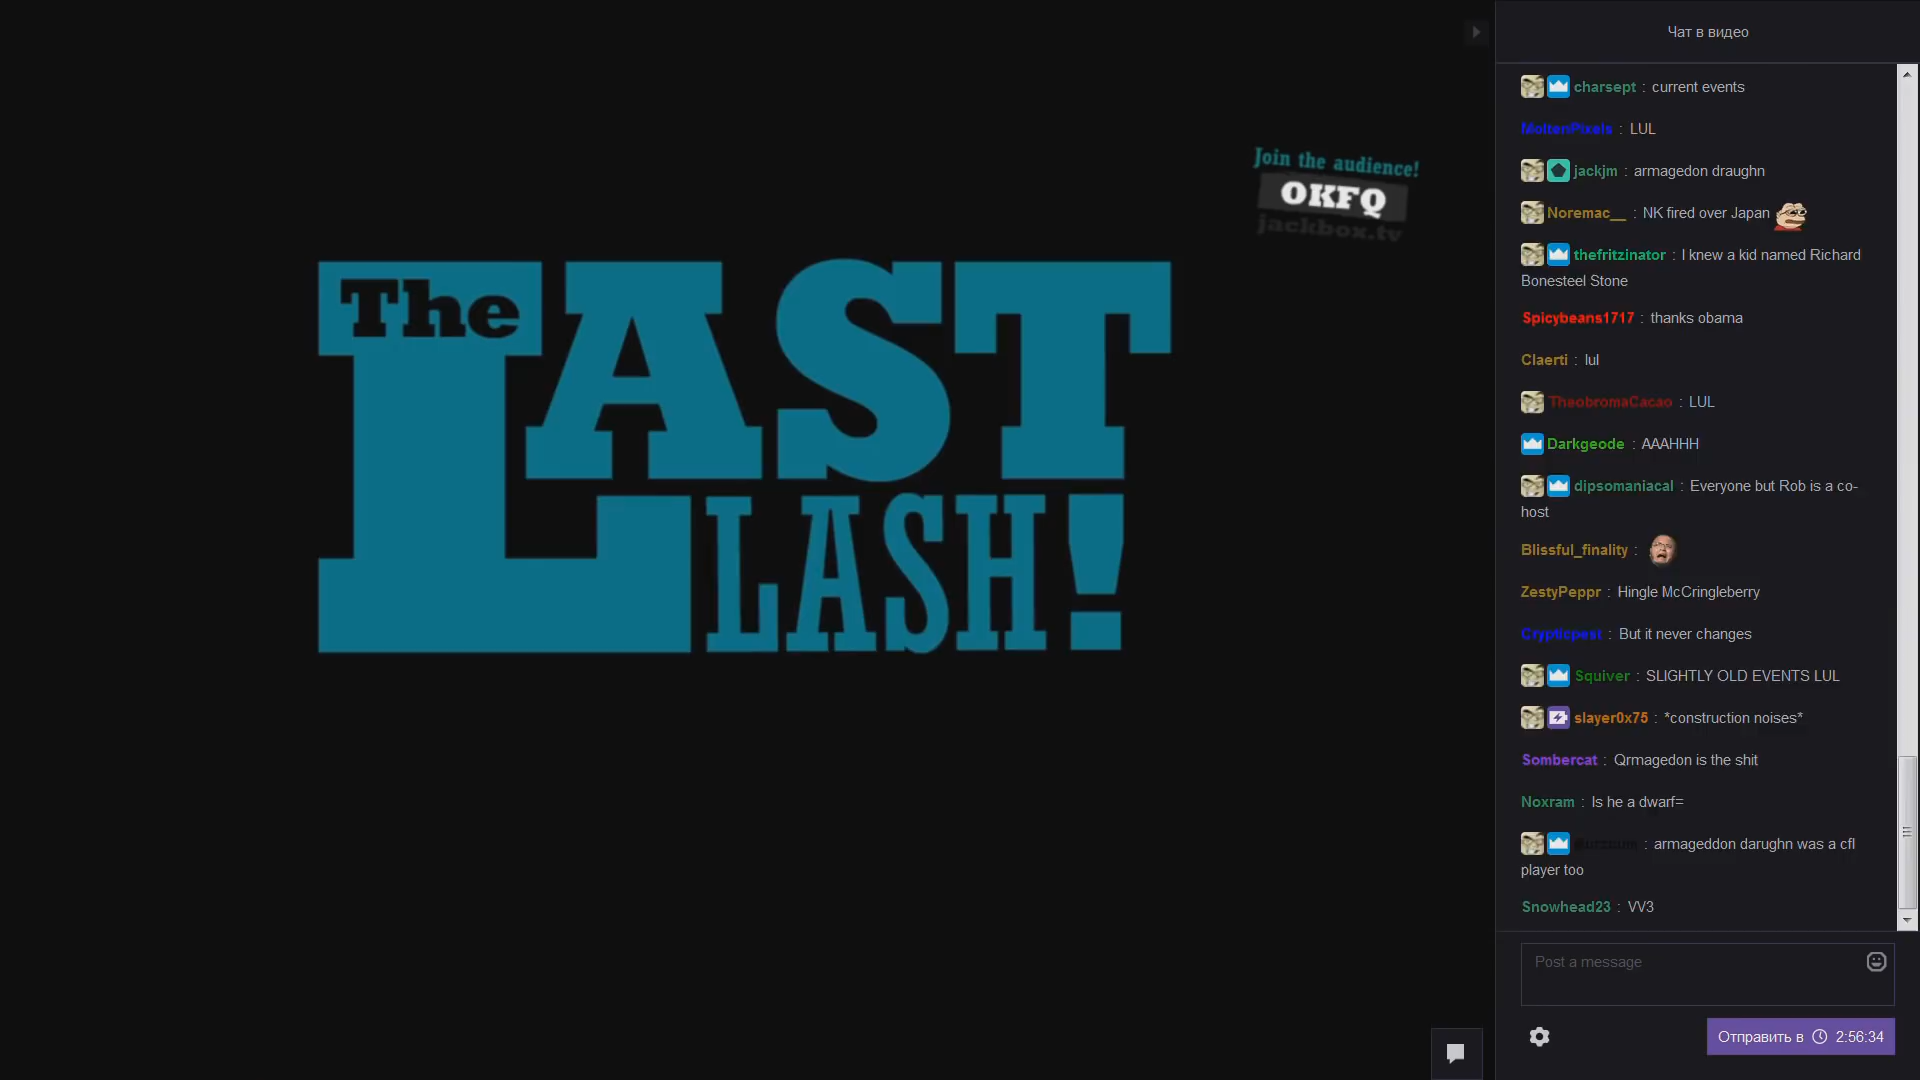 The LAST LASH!
Join the audience!
OKFQ
jackbox.tv
Чат в видео
charsept : current events
MoltenPixels : LUL
jackjm : armagedon draughn
Noremac__ : NK fired over Japan
thefritzinator : I knew a kid named Richard
Bonesteel Stone
Spicybeans1717 : thanks obama
Claerti : lul
TheobromaCacao : LUL
Darkgeode : AAAHHH
dipsomaniacal : Everyone but Rob is a co-
host
Blissful_finality :
ZestyPeppr : Hingle McCringleberry
Crypticpest : But it never changes
Squiver : SLIGHTLY OLD EVENTS LUL
slayer0x75 : *construction noises*
Sombercat : Qrmagedon is the shit
Noxram : Is he a dwarf=
: armageddon darughn was a cfl
player too
Snowhead23 : VV3
Post a message
Отправить в 2:56:34